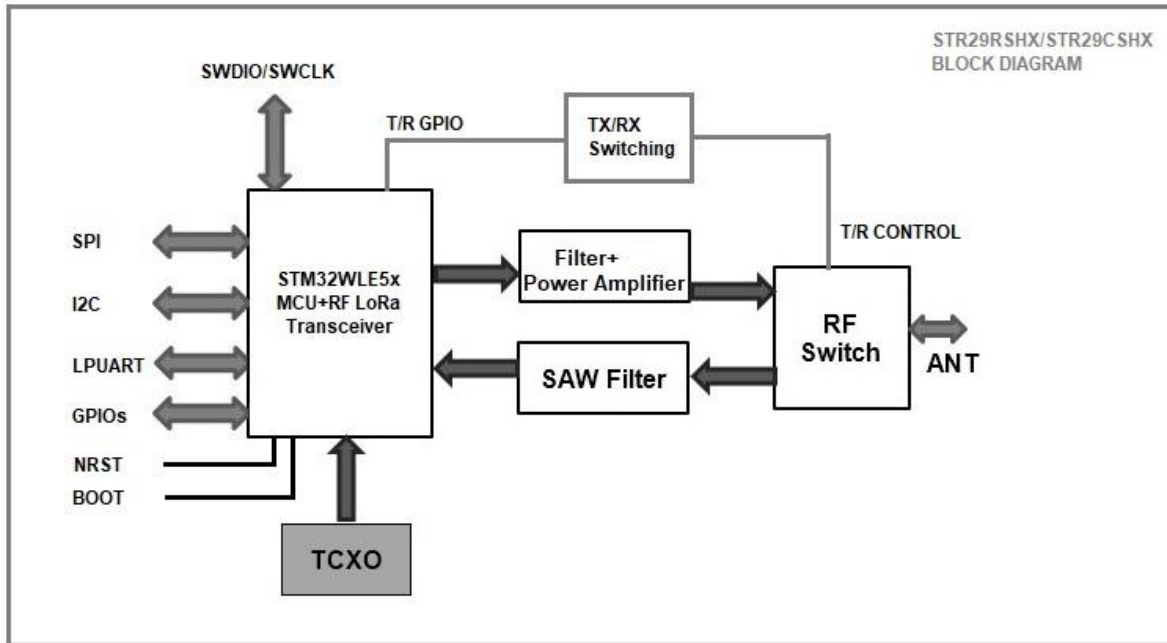 STR29RSHX/STR29CSHX
BLOCK DIAGRAM
SWDIO/SWCLK
T/R GPIO
TX/RX
Switching
SPI
I2C
LPUART
GPIOs
NRST
BOOT
STM32WLE5x
MCU+RF LoRa
Transceiver
Filter+
Power Amplifier
T/R CONTROL
RF
Switch
ANT
SAW Filter
TCXO